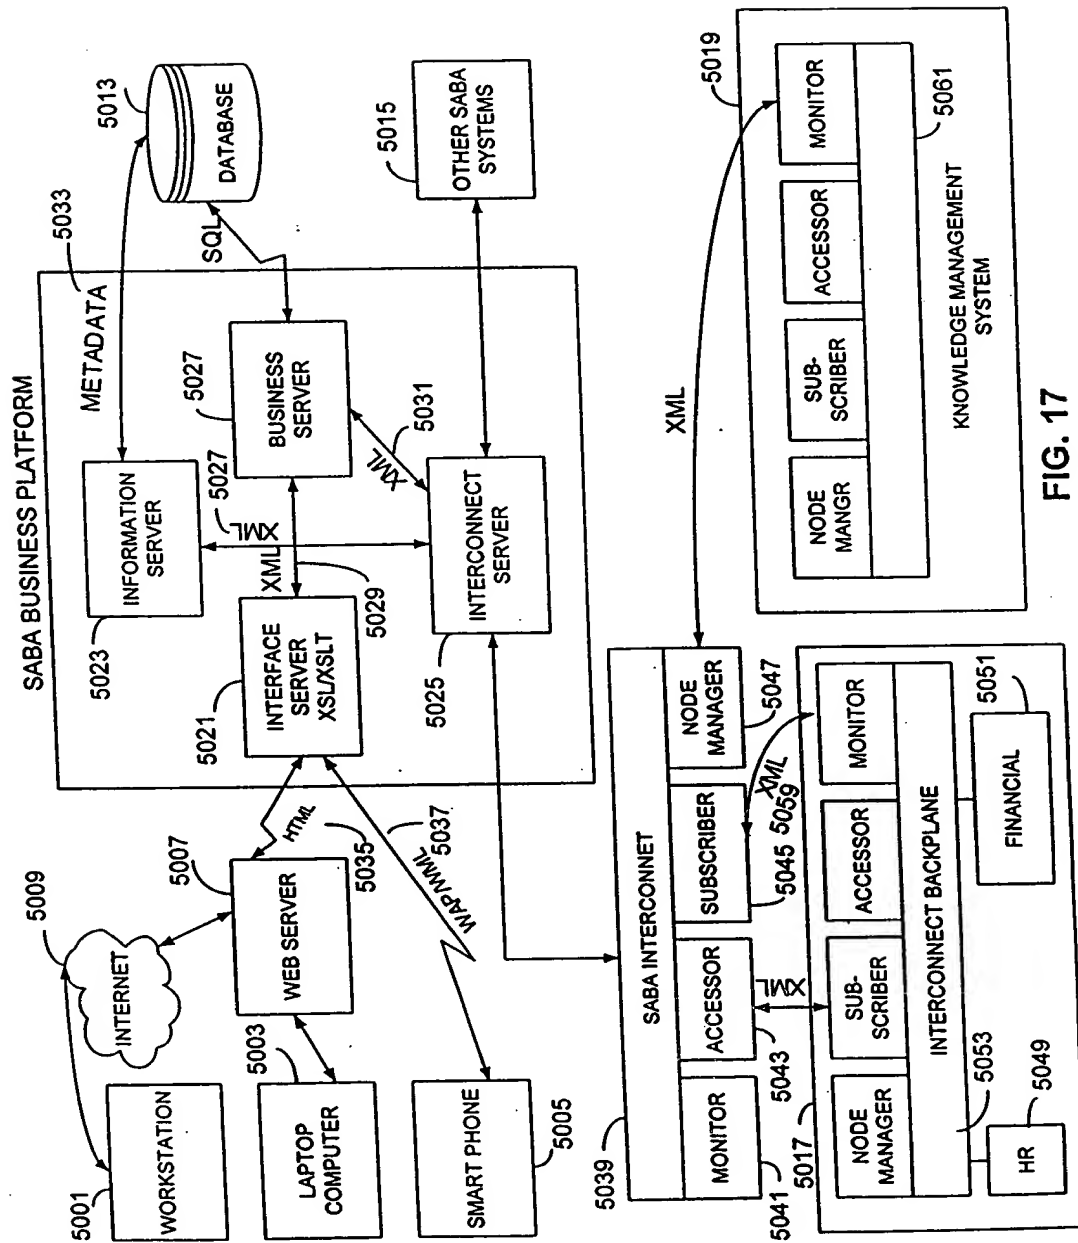 SABA BUSINESS PLATFORM
5001
WORKSTATION
5009
INTERNET
5007
WEB SERVER
5003
LAPTOP
COMPUTER
SMART PHONE
5005
HTML
5035
5037
WAP/WML
5021
INTERFACE
SERVER
XSL/XSLT
5023
INFORMATION
SERVER
METADATA
5033
5027
BUSINESS
SERVER
5027
XML
XML
5029
XML
5031
5025
INTERCONNECT
SERVER
SQL
5013
DATABASE
5015
OTHER SABA
SYSTEMS
5039
SABA INTERCONNET
MONITOR
ACCESSOR
SUBSCRIBER
NODE
MANAGER
5041
5043
5045
5047
XML
XML
5059
XML
5017
NODE
MANAGER
SUB-
SCRIBER
ACCESSOR
MONITOR
INTERCONNECT BACKPLANE
5053
HR
5049
FINANCIAL
5051
5019
NODE
MANGR
SUB-
SCRIBER
ACCESSOR
MONITOR
5061
KNOWLEDGE MANAGEMENT
SYSTEM
FIG. 17